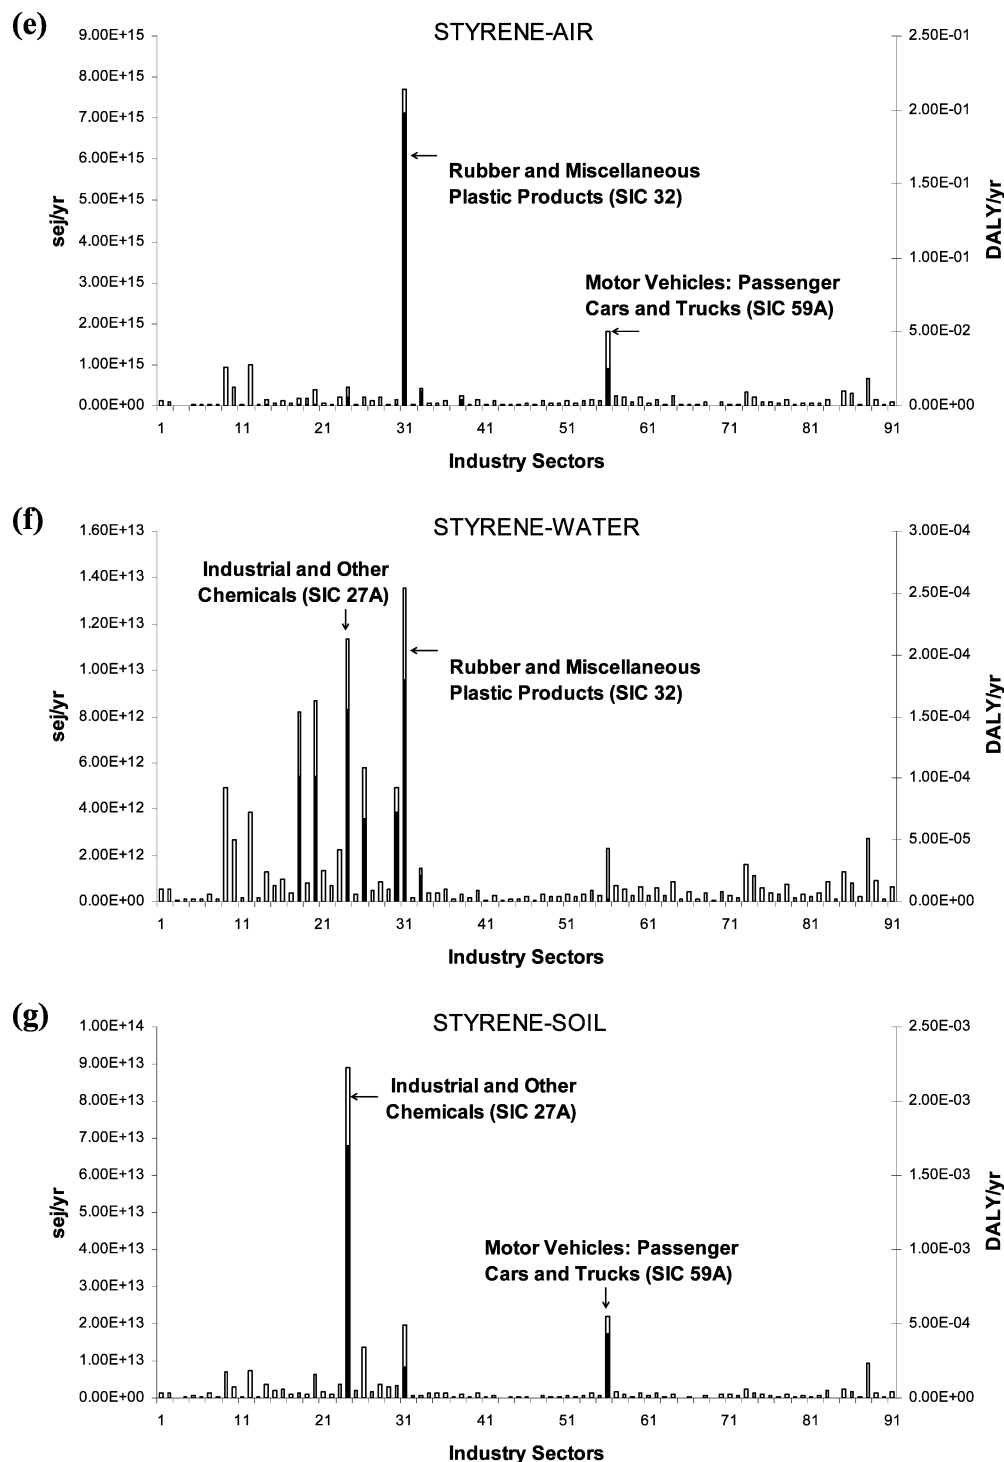 (e)
STYRENE-AIR
9.00E+15
8.00E+15
7.00E+15
6.00E+15
5.00E+15
4.00E+15
3.00E+15
2.00E+15
1.00E+15
0.00E+00
sej/yr
Rubber and Miscellaneous
Plastic Products (SIC 32)
Motor Vehicles: Passenger
Cars and Trucks (SIC 59A)
2.50E-01
2.00E-01
1.50E-01
1.00E-01
5.00E-02
0.00E+00
DALY/yr
1 11 21 31 41 51 61 71 81 91
Industry Sectors
(f)
STYRENE-WATER
1.60E+13
1.40E+13
1.20E+13
1.00E+13
8.00E+12
6.00E+12
4.00E+12
2.00E+12
0.00E+00
sej/yr
Industrial and Other
Chemicals (SIC 27A)
Rubber and Miscellaneous
Plastic Products (SIC 32)
3.00E-04
2.50E-04
2.00E-04
1.50E-04
1.00E-04
5.00E-05
0.00E+00
DALY/yr
1 11 21 31 41 51 61 71 81 91
Industry Sectors
(g)
STYRENE-SOIL
1.00E+14
9.00E+13
8.00E+13
7.00E+13
6.00E+13
5.00E+13
4.00E+13
3.00E+13
2.00E+13
1.00E+13
0.00E+00
sej/yr
Industrial and Other
Chemicals (SIC 27A)
Motor Vehicles: Passenger
Cars and Trucks (SIC 59A)
2.50E-03
2.00E-03
1.50E-03
1.00E-03
5.00E-04
0.00E+00
DALY/yr
1 11 21 31 41 51 61 71 81 91
Industry Sectors